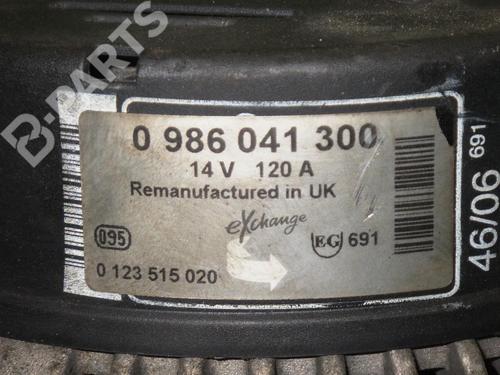 B-PARTS
0 986 041 300
14 V 120 A
Remanufactured in UK
eXchange
095
EG 691
0 123 515 020
46/06 691